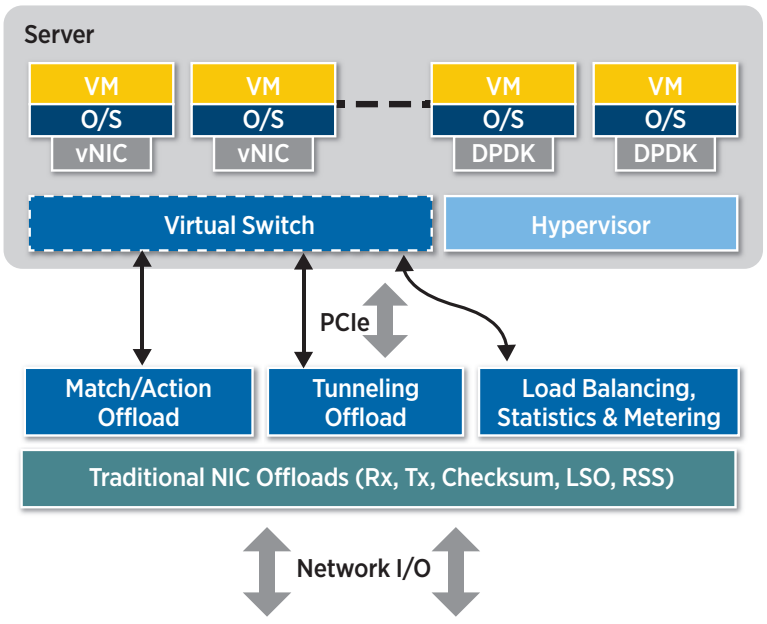 Server
VM
VM
VM
VM
O/S
O/S
O/S
O/S
vNIC
vNIC
DPDK
DPDK
Virtual Switch
Hypervisor
PCIe
Match/Action
Offload
Tunneling
Offload
Load Balancing,
Statistics & Metering
Traditional NIC Offloads (Rx, Tx, Checksum, LSO, RSS)
Network I/O